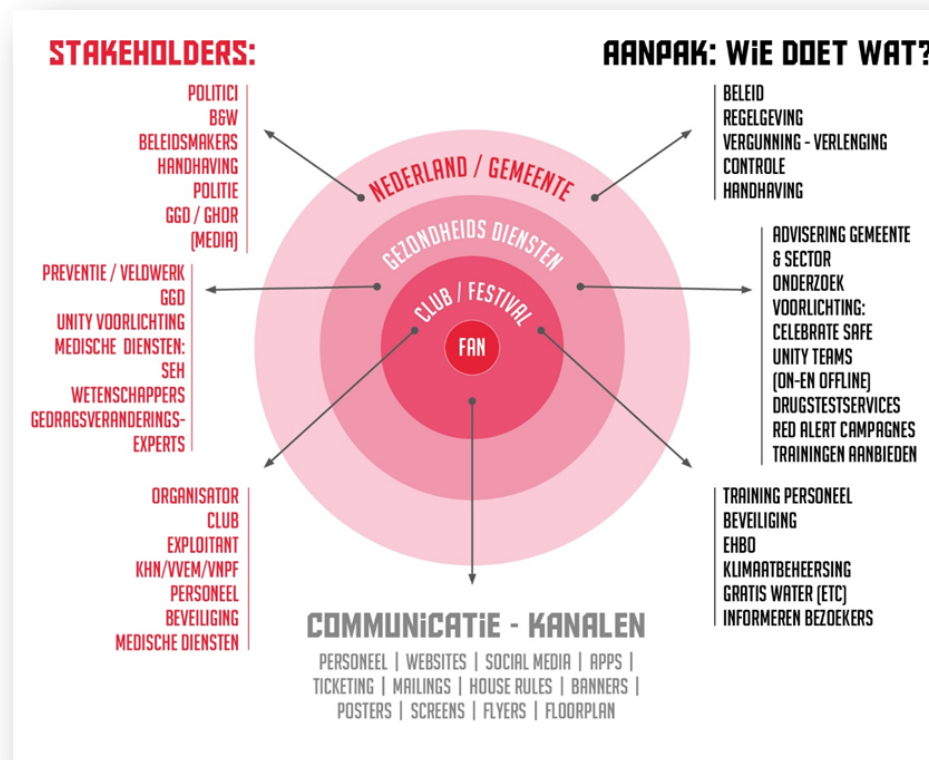 STAKEHOLDERS:
POLITICI
B&W
BELEIDSMAKERS
HANDHAVING
POLITIE
GGD / GHOR
(MEDIA)
PREVENTIE / VELDWERK
GGD
UNITY VOORLICHTING
MEDISCHE DIENSTEN:
SEH
WETENSCHAPPERS
GEDRAGSVERANDERINGS-
EXPERTS
ORGANISATOR
CLUB
EXPLOITANT
KHN/VVEM/VNPF
PERSONEEL
BEVEILIGING
MEDISCHE DIENSTEN
NEDERLAND / GEMEENTE
GEZONDHEIDS DIENSTEN
CLUB / FESTIVAL
FAN
AANPAK: WIE DOET WAT?
BELEID
REGELGEVING
VERGUNNING - VERLENGING
CONTROLE
HANDHAVING
ADVISERING GEMEENTE
& SECTOR
ONDERZOEK
VOORLICHTING:
CELEBRATE SAFE
UNITY TEAMS
(ON-EN OFFLINE)
DRUGSTESTSERVICES
RED ALERT CAMPAGNES
TRAININGEN AANBIEDEN
TRAINING PERSONEEL
BEVEILIGING
EHBO
KLIMAATBEHEERSING
GRATIS WATER (ETC)
INFORMEREN BEZOEKERS
COMMUNICATIE - KANALEN
PERSONEEL | WEBSITES | SOCIAL MEDIA | APPS |
TICKETING | MAILINGS | HOUSE RULES | BANNERS |
POSTERS | SCREENS | FLYERS | FLOORPLAN